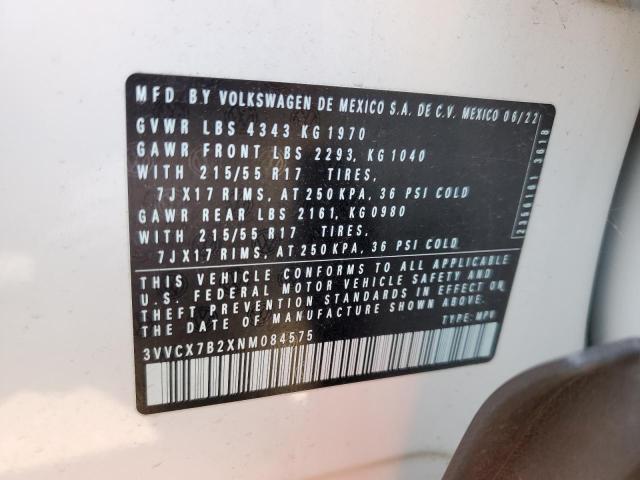 MFD BY VOLKSWAGEN DE MEXICO S.A. DE C.V. MEXICO 06/22
GVWR LBS 4343 KG 1970
GAWR FRONT LBS 2293, KG 1040
WITH 215/55 R17 TIRES,
7JX17 RIMS, AT 250 KPA, 36 PSI COLD
GAWR REAR LBS 2161, KG 0980
WITH 215/55 R17 TIRES,
7JX17 RIMS, AT 250 KPA, 36 PSI COLD
THIS VEHICLE CONFORMS TO ALL APPLICABLE
U.S. FEDERAL MOTOR VEHICLE SAFETY AND
THEFT PREVENTION STANDARDS IN EFFECT ON
THE DATE OF MANUFACTURE SHOWN ABOVE.
TYPE: MPV
3VVCX7B2XNM084575
3618